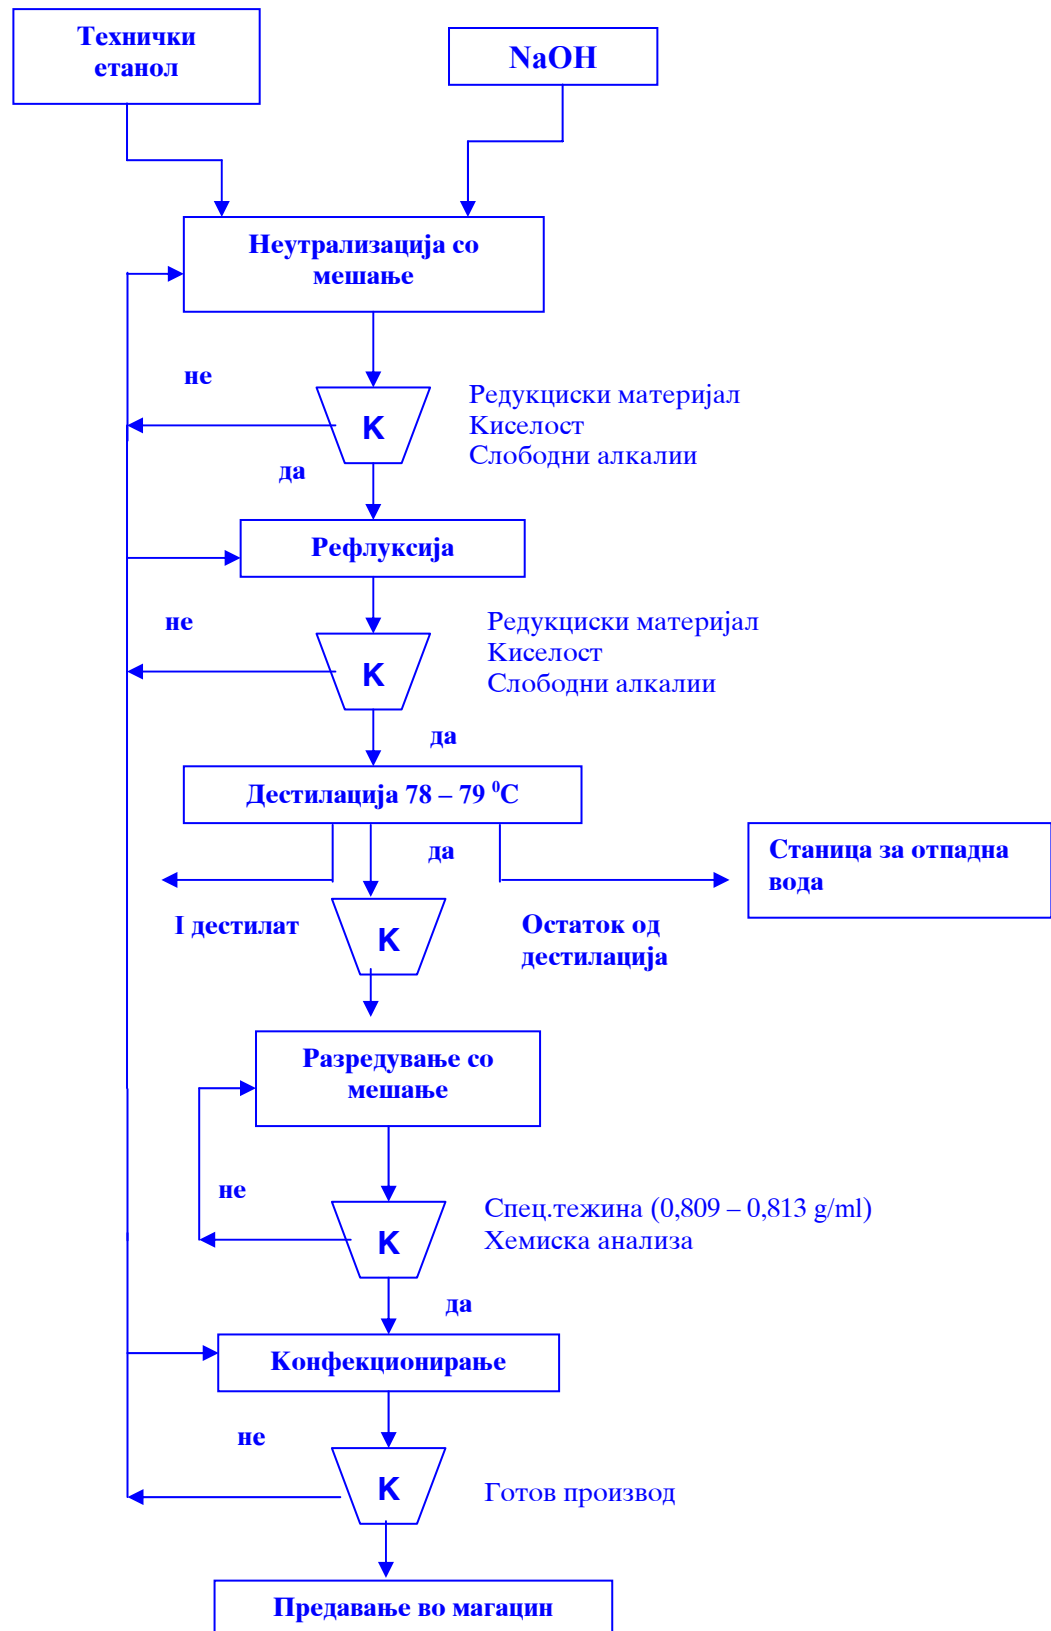 Технички
етанол
NaOH
Неутрализација со
мешање
не
К
Редукциски материјал
Киселост
Слободни алкалии
да
Рефлуксија
не
К
Редукциски материјал
Киселост
Слободни алкалии
да
Дестилација 78 – 79 ⁰C
да
Станица за отпадна
вода
I дестилат
К
Остаток од
дестилација
Разредување со
мешање
не
К
Спец.тежина (0,809 – 0,813 g/ml)
Хемиска анализа
да
Конфекционирање
не
К
Готов производ
Предавање во магацин